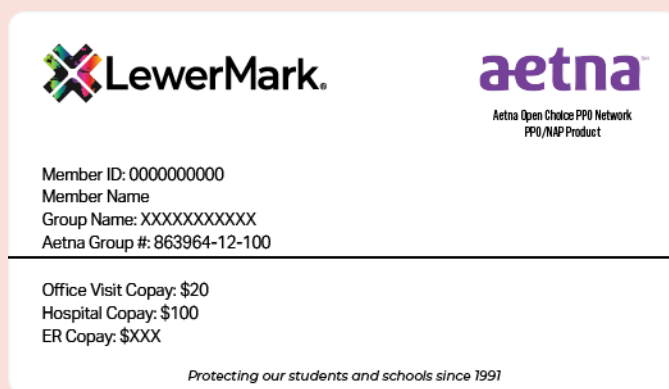 LewerMark.
aetna
Aetna Open Choice PPO Network
PPO/NAP Product
Member ID: 0000000000
Member Name
Group Name: XXXXXXXXXXX
Aetna Group #: 863964-12-100
Office Visit Copay: $20
Hospital Copay: $100
ER Copay: $XXX
Protecting our students and schools since 1991